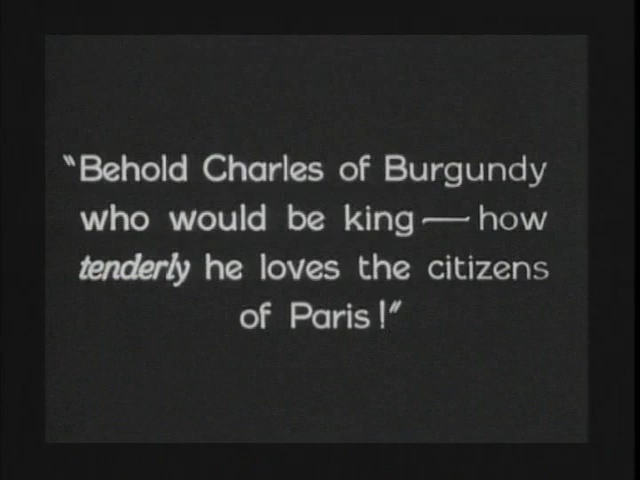 "Behold Charles of Burgundy
who would be king — how
tenderly he loves the citizens
of Paris!"